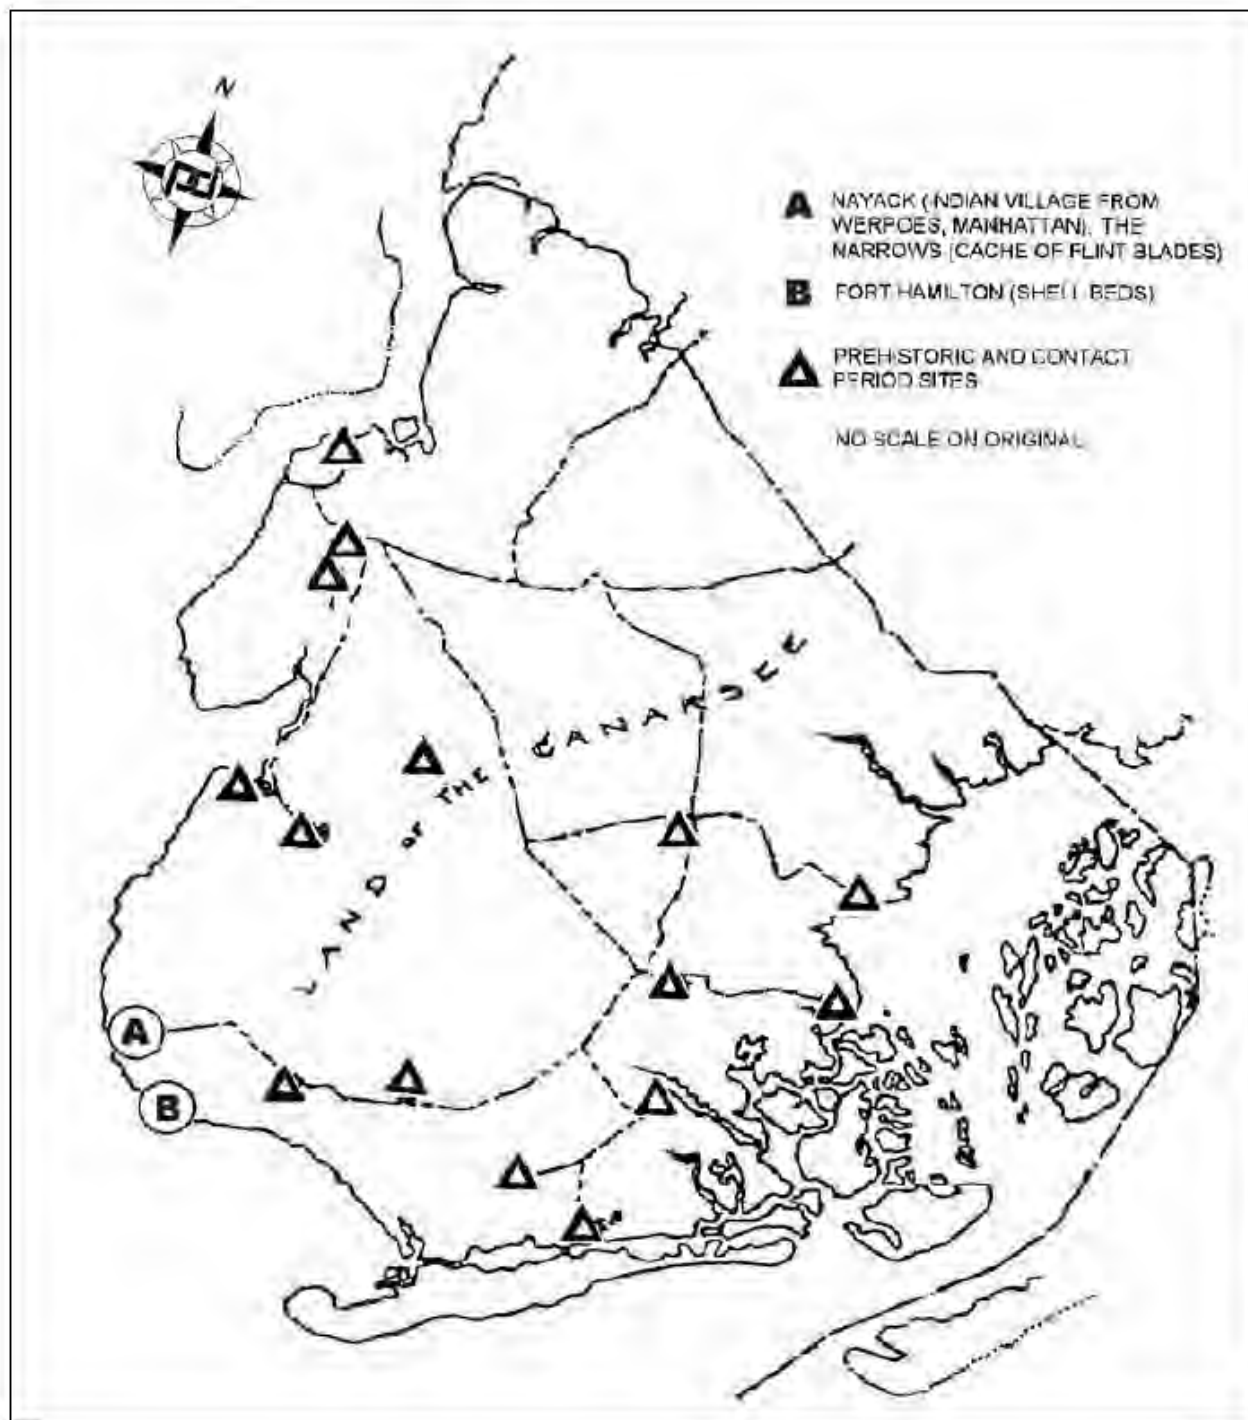 N
A NAYACK (INDIAN VILLAGE FROM
WERPOES, MANHATTAN), THE
NARROWS (CACHE OF FLINT BLADES)
B FORT HAMILTON (SHELL BEDS)
PREHISTORIC AND CONTACT
PERIOD SITES
NO SCALE ON ORIGINAL
LAND OF THE CANARSEE
A
B